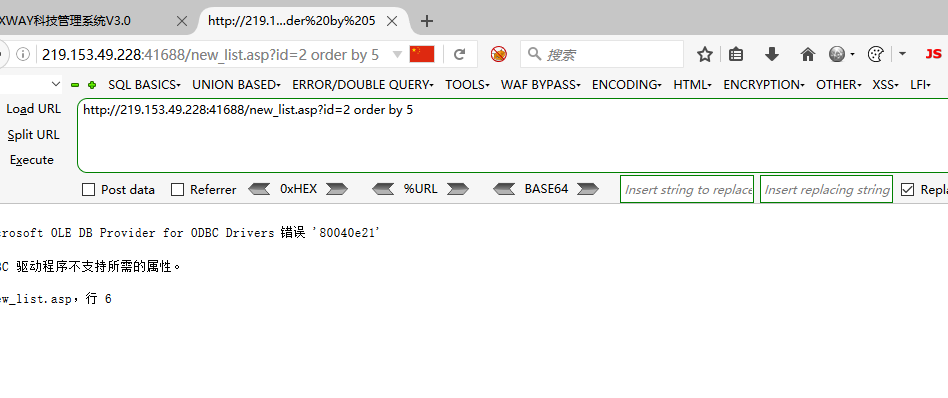 XWAY科技管理系统V3.0
http://219.1...der%20by%205
219.153.49.228:41688/new_list.asp?id=2 order by 5
搜索
JS
SQL BASICS UNION BASED ERROR/DOUBLE QUERY TOOLS WAF BYPASS ENCODING HTML ENCRYPTION OTHER XSS LFI
Load URL
http://219.153.49.228:41688/new_list.asp?id=2 order by 5
Split URL
Execute
Post data Referrer 0xHEX %URL BASE64 Insert string to replace Insert replacing string Repla
crosoft OLE DB Provider for ODBC Drivers 错误 '80040e21'
BC 驱动程序不支持所需的属性。
ew_list.asp，行 6